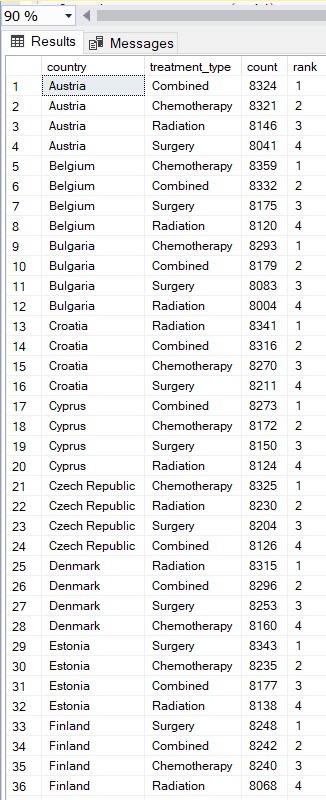 90 %
Results Messages
country treatment_type count rank
1 Austria Combined 8324 1
2 Austria Chemotherapy 8321 2
3 Austria Radiation 8146 3
4 Austria Surgery 8041 4
5 Belgium Chemotherapy 8359 1
6 Belgium Combined 8332 2
7 Belgium Surgery 8175 3
8 Belgium Radiation 8120 4
9 Bulgaria Chemotherapy 8293 1
10 Bulgaria Combined 8179 2
11 Bulgaria Surgery 8083 3
12 Bulgaria Radiation 8004 4
13 Croatia Radiation 8341 1
14 Croatia Combined 8316 2
15 Croatia Chemotherapy 8270 3
16 Croatia Surgery 8211 4
17 Cyprus Combined 8273 1
18 Cyprus Chemotherapy 8172 2
19 Cyprus Surgery 8150 3
20 Cyprus Radiation 8124 4
21 Czech Republic Chemotherapy 8325 1
22 Czech Republic Radiation 8230 2
23 Czech Republic Surgery 8204 3
24 Czech Republic Combined 8126 4
25 Denmark Radiation 8315 1
26 Denmark Combined 8296 2
27 Denmark Surgery 8253 3
28 Denmark Chemotherapy 8160 4
29 Estonia Surgery 8343 1
30 Estonia Chemotherapy 8235 2
31 Estonia Combined 8177 3
32 Estonia Radiation 8138 4
33 Finland Surgery 8248 1
34 Finland Combined 8242 2
35 Finland Chemotherapy 8240 3
36 Finland Radiation 8068 4